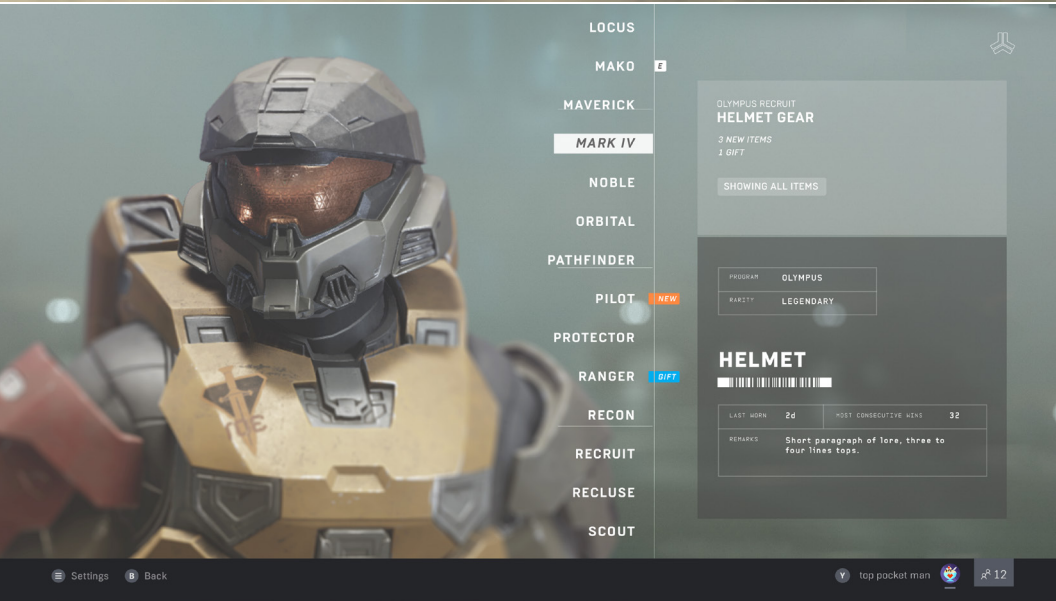 LOCUS
MAKO E
MAVERICK
MARK IV
NOBLE
ORBITAL
PATHFINDER
PILOT NEW
PROTECTOR
RANGER GIFT
RECON
RECRUIT
RECLUSE
SCOUT
OLYMPUS RECRUIT
HELMET GEAR
3 NEW ITEMS
1 GIFT
SHOWING ALL ITEMS
PROGRAM OLYMPUS
RARITY LEGENDARY
HELMET
LAST WORN 2d MOST CONSECUTIVE WINS 32
REMARKS Short paragraph of lore, three to
four lines tops.
Settings B Back
Y top pocket man 12